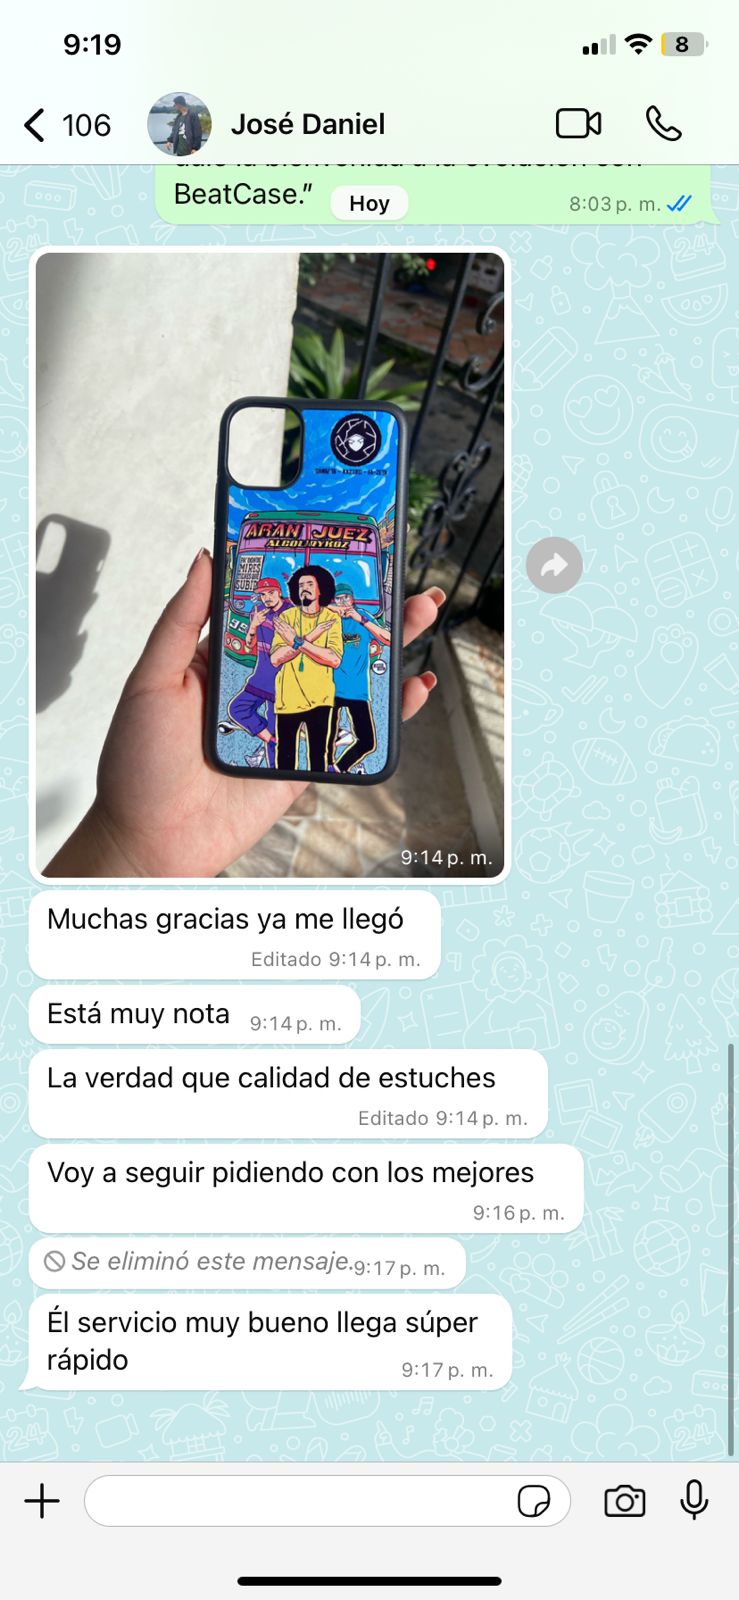 9:19
8
106
José Daniel
BeatCase.”
8:03 p. m.
Hoy
ARAN JUEZ
ALCOLIRYKOZ
9:14 p. m.
Muchas gracias ya me llegó
Editado 9:14 p. m.
Está muy nota
9:14 p. m.
La verdad que calidad de estuches
Editado 9:14 p. m.
Voy a seguir pidiendo con los mejores
9:16 p. m.
Se eliminó este mensaje.
9:17 p. m.
Él servicio muy bueno llega súper
rápido
9:17 p. m.